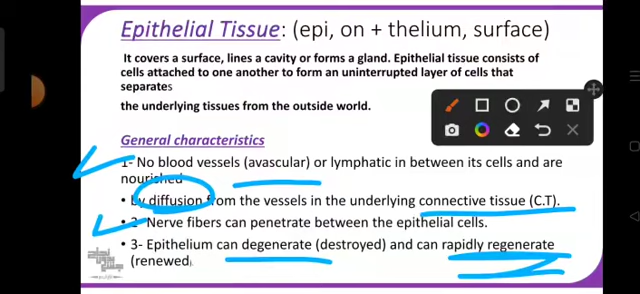 Epithelial Tissue: (epi, on + thelium, surface)
It covers a surface, lines a cavity or forms a gland. Epithelial tissue consists of
cells attached to one another to form an uninterrupted layer of cells that
separates
the underlying tissues from the outside world.
General characteristics
1- No blood vessels (avascular) or lymphatic in between its cells and are
nourished
by diffusion from the vessels in the underlying connective tissue (C.T).
2- Nerve fibers can penetrate between the epithelial cells.
3- Epithelium can degenerate (destroyed) and can rapidly regenerate
(renewed).